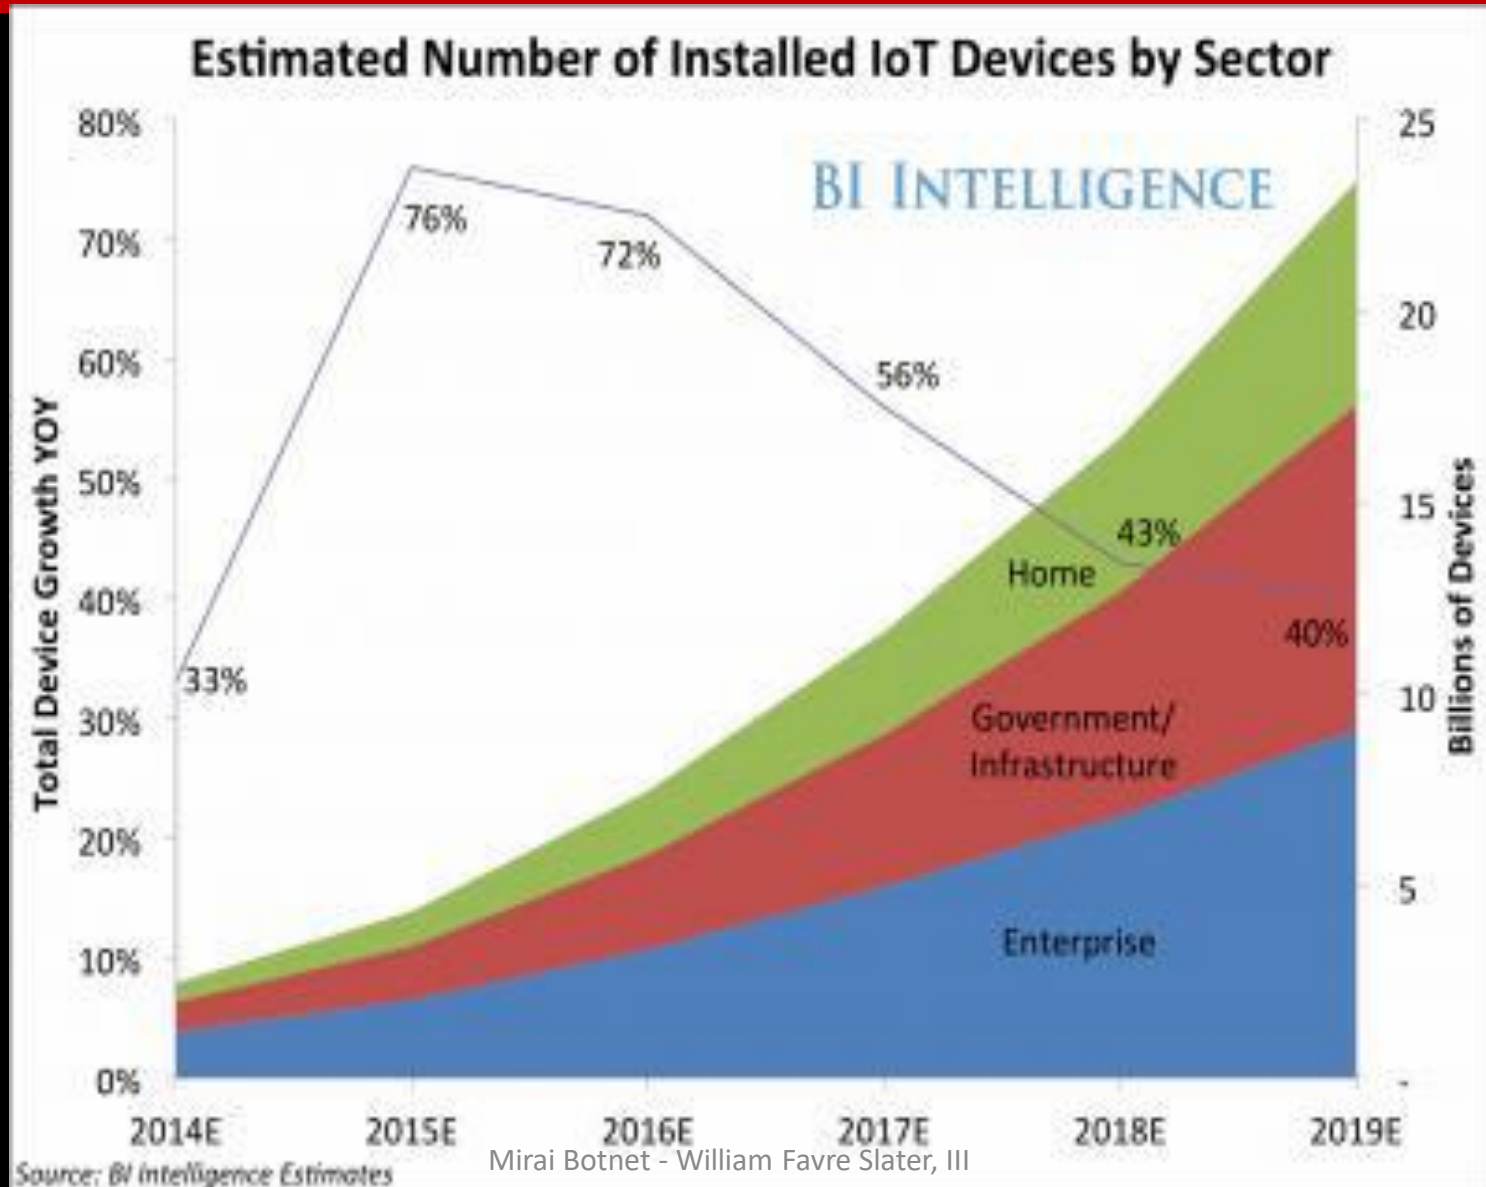 Estimated Number of Installed IoT Devices by Sector
BI INTELLIGENCE
80%
70%
60%
50%
40%
30%
20%
10%
0%
Total Device Growth YOY
25
20
15
10
5
-
Billions of Devices
33%
76%
72%
56%
43%
40%
Home
Government/
Infrastructure
Enterprise
2014E 2015E 2016E 2017E 2018E 2019E
Source: BI Intelligence Estimates
Mirai Botnet - William Favre Slater, III